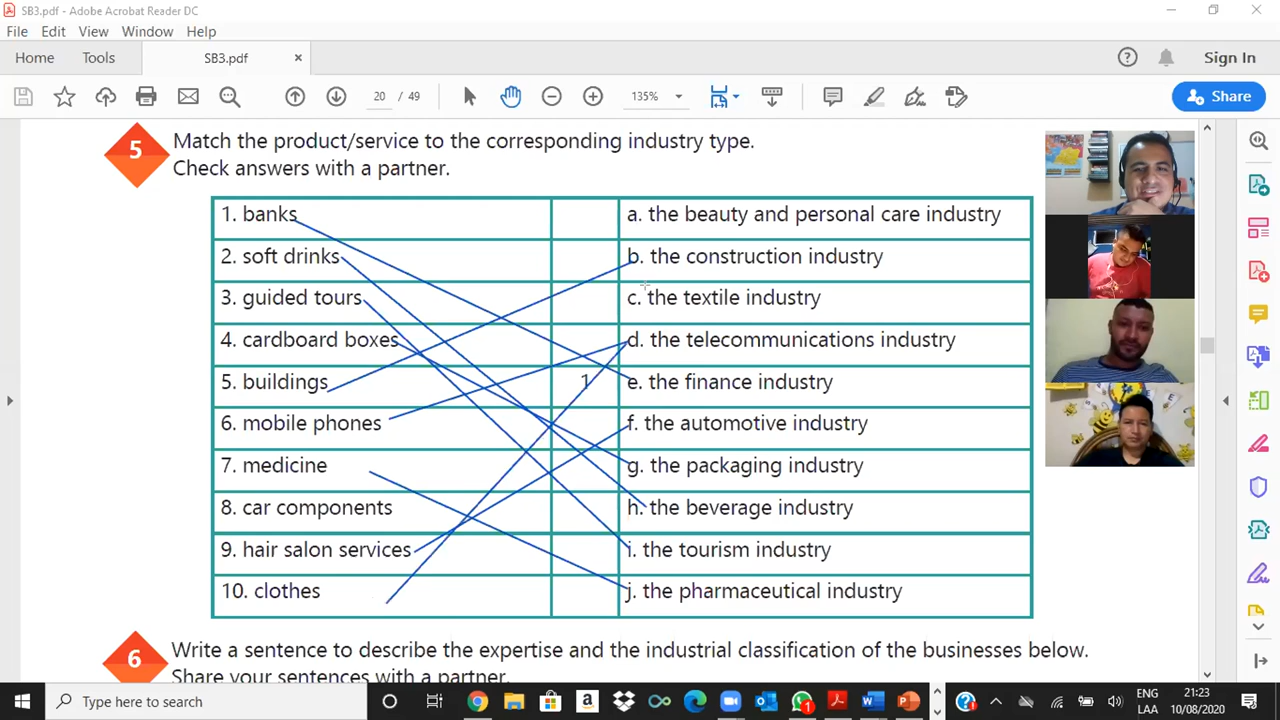 SB3.pdf - Adobe Acrobat Reader DC
File Edit View Window Help
Home Tools SB3.pdf × Sign In
20 / 49 135% Share
5 Match the product/service to the corresponding industry type.
Check answers with a partner.
1. banks a. the beauty and personal care industry
2. soft drinks b. the construction industry
3. guided tours c. the textile industry
4. cardboard boxes d. the telecommunications industry
5. buildings 1 e. the finance industry
6. mobile phones f. the automotive industry
7. medicine g. the packaging industry
8. car components h. the beverage industry
9. hair salon services i. the tourism industry
10. clothes j. the pharmaceutical industry
6 Write a sentence to describe the expertise and the industrial classification of the businesses below.
Share your sentences with a partner.
Type here to search
ENG 21:23
LAA 10/08/2020